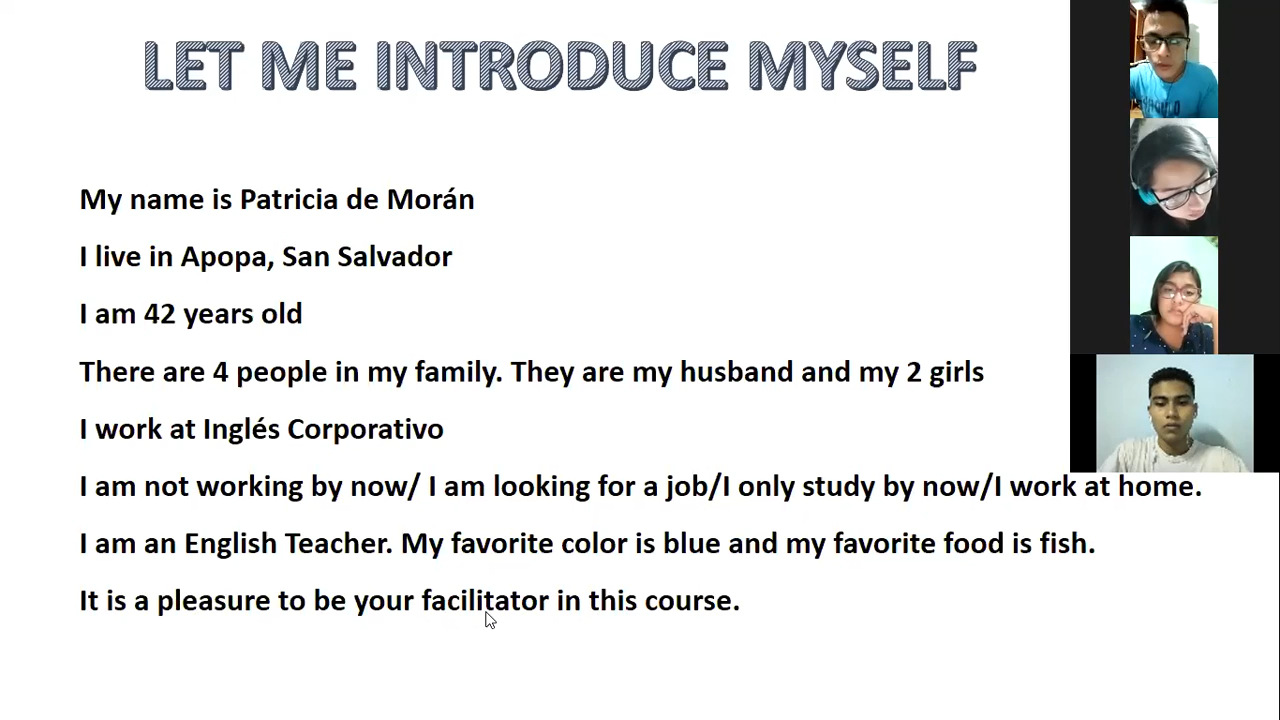 LET ME INTRODUCE MYSELF
My name is Patricia de Morán
I live in Apopa, San Salvador
I am 42 years old
There are 4 people in my family. They are my husband and my 2 girls
I work at Inglés Corporativo
I am not working by now/ I am looking for a job/I only study by now/I work at home.
I am an English Teacher. My favorite color is blue and my favorite food is fish.
It is a pleasure to be your facilitator in this course.